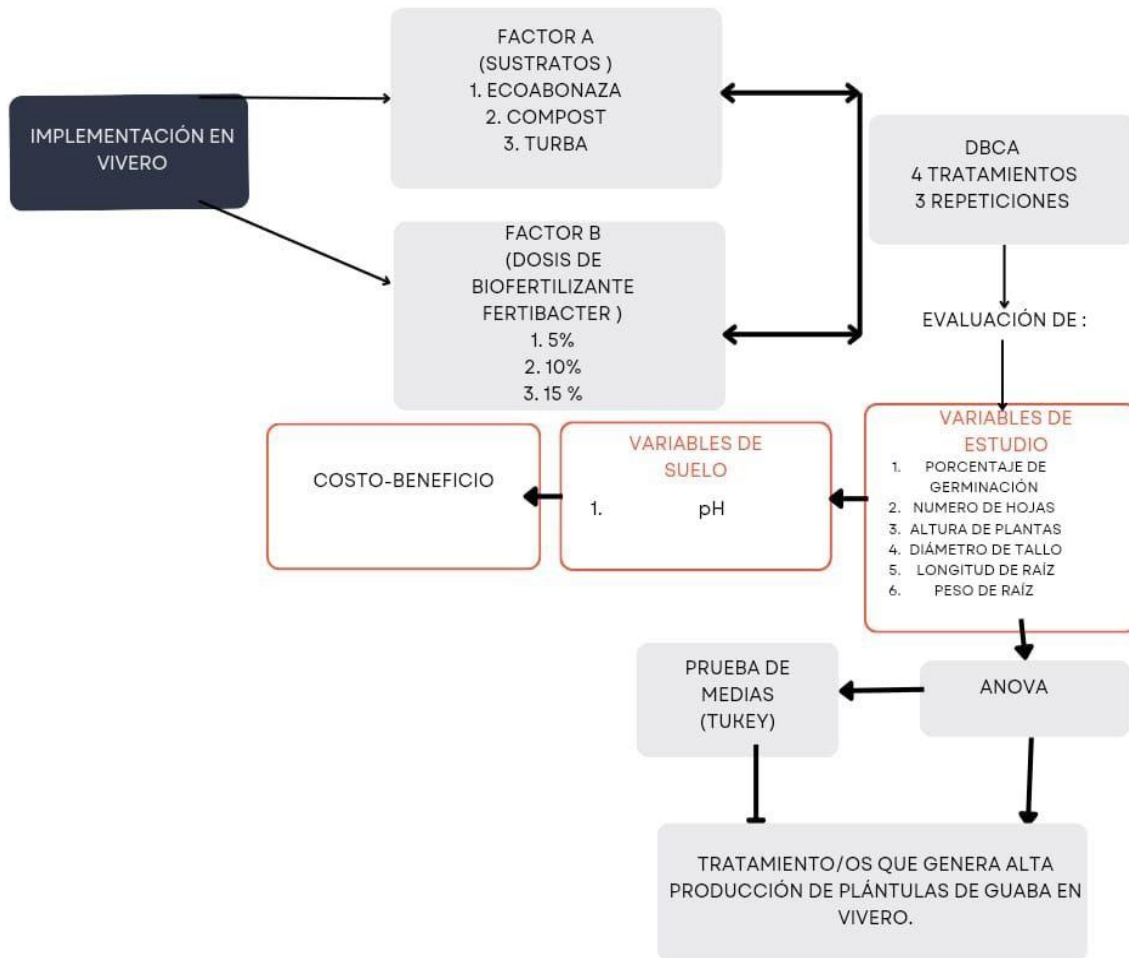 IMPLEMENTACIÓN EN
VIVERO
FACTOR A
(SUSTRATOS )
1. ECOABONAZA
2. COMPOST
3. TURBA
FACTOR B
(DOSIS DE
BIOFERTILIZANTE
FERTIBACTER )
1. 5%
2. 10%
3. 15 %
DBCA
4 TRATAMIENTOS
3 REPETICIONES
EVALUACIÓN DE :
VARIABLES DE
ESTUDIO
1. PORCENTAJE DE
GERMINACIÓN
2. NUMERO DE HOJAS
3. ALTURA DE PLANTAS
4. DIÁMETRO DE TALLO
5. LONGITUD DE RAÍZ
6. PESO DE RAÍZ
VARIABLES DE
SUELO
1. pH
COSTO-BENEFICIO
ANOVA
PRUEBA DE
MEDIAS
(TUKEY)
TRATAMIENTO/OS QUE GENERA ALTA
PRODUCCIÓN DE PLÁNTULAS DE GUABA EN
VIVERO.